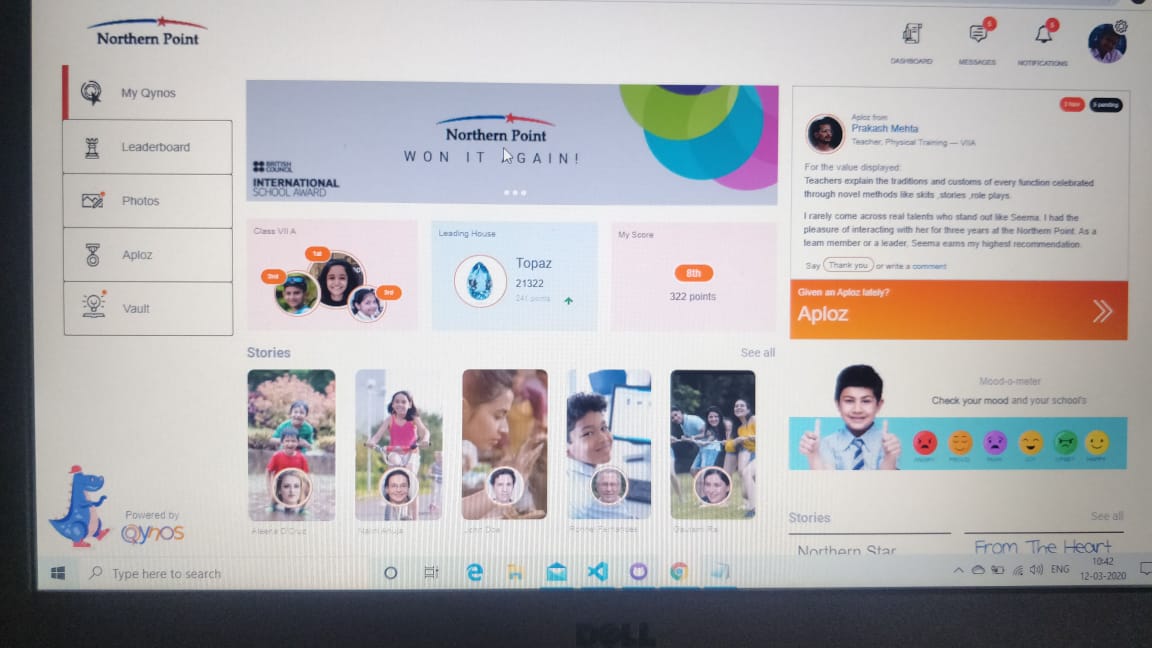 Northern Point
DASHBOARD
MESSAGES
NOTIFICATIONS
My Qynos
Leaderboard
Photos
Aploz
Vault
Powered by
Qynos
Northern Point
WON IT AGAIN!
BRITISH
COUNCIL
INTERNATIONAL
SCHOOL AWARD
Class VII A
1st
2nd
3rd
Leading House
Topaz
21322
241 points
My Score
8th
322 points
Stories
See all
Aleena D'Cruz
John Doe
Aploz from
Prakash Mehta
Teacher, Physical Training — VIIA
For the value displayed:
Teachers explain the traditions and customs of every function celebrated
through novel methods like skits ,stories ,role plays.
I rarely come across real talents who stand out like Seema. I had the
pleasure of interacting with her for three years at the Northern Point. As a
team member or a leader, Seema earns my highest recommendation.
Say Thank you or write a comment
Given an Aploz lately?
Aploz
Mood-o-meter
Check your mood and your school's
HAPPY
Stories
See all
Northern Star
From The Heart
Type here to search
ENG
10:42
12-03-2020
DELL